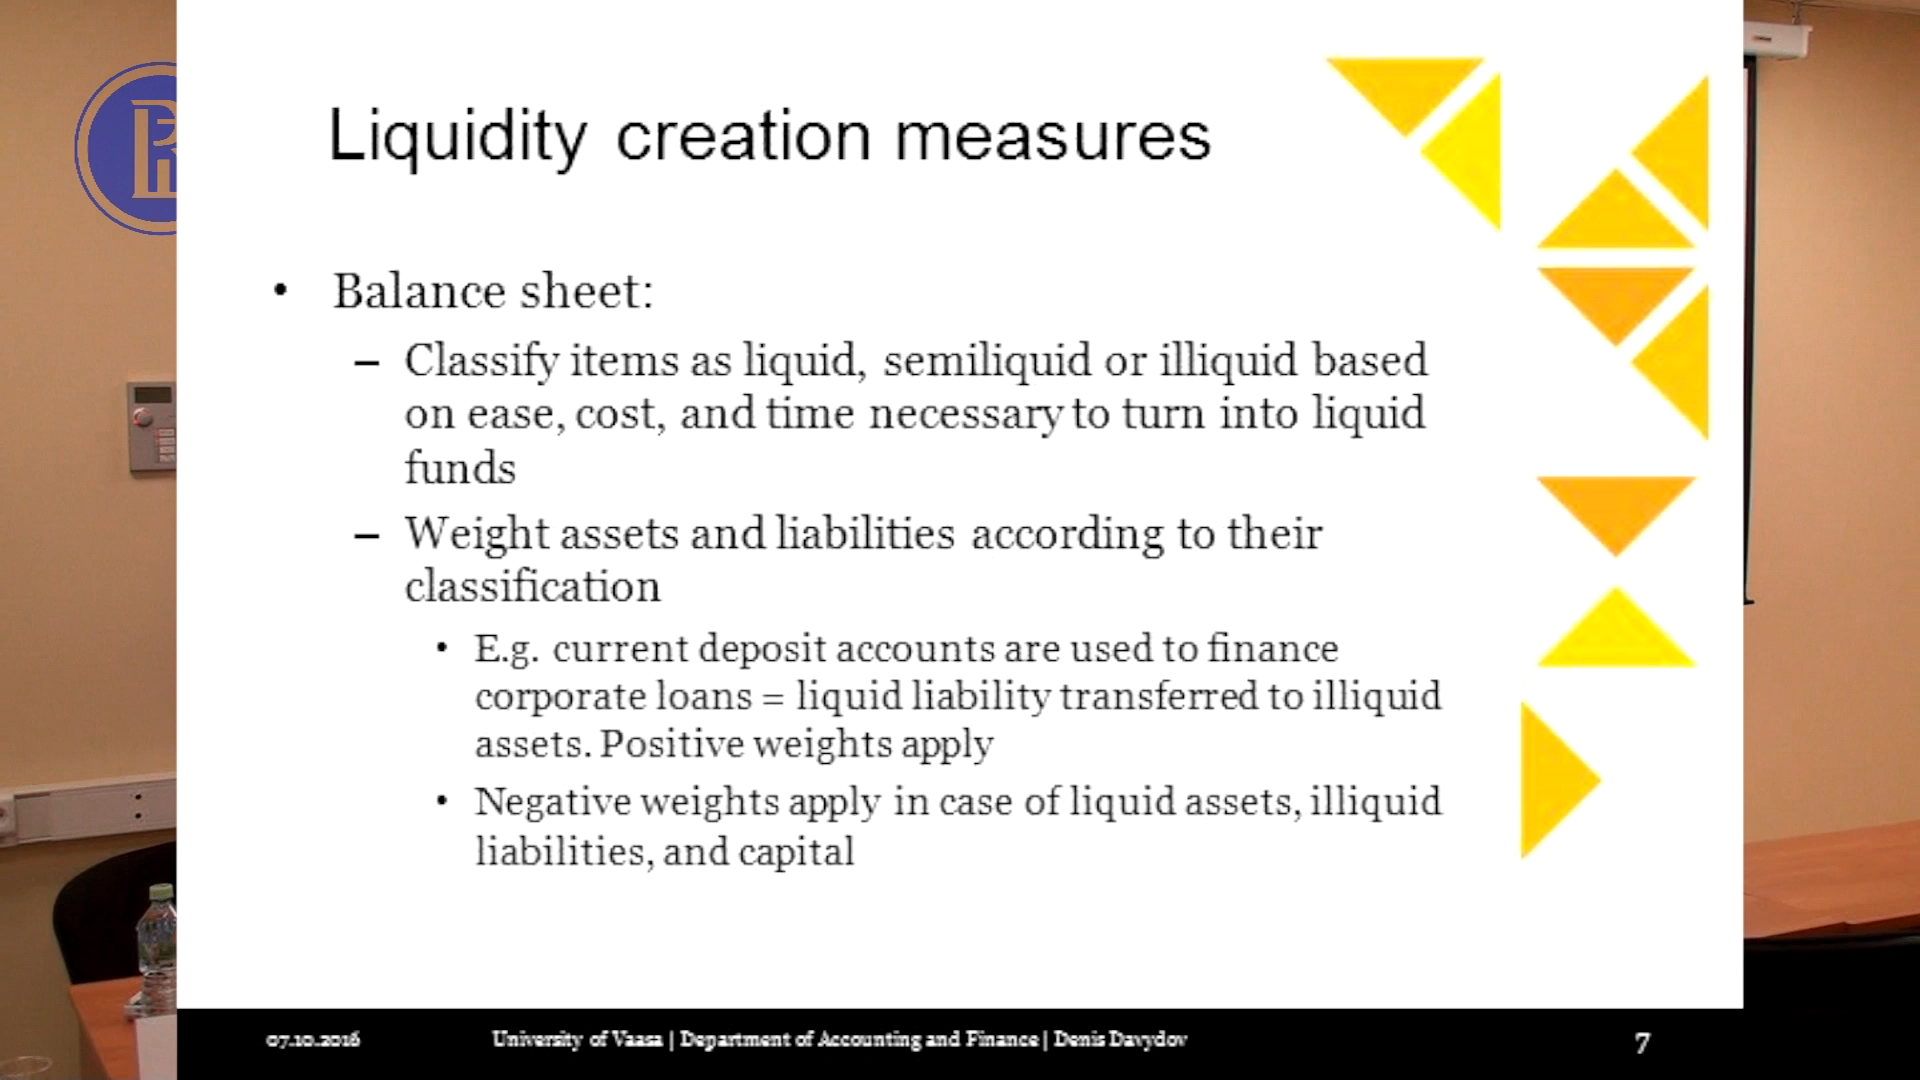 Liquidity creation measures
• Balance sheet:
– Classify items as liquid, semiliquid or illiquid based
on ease, cost, and time necessary to turn into liquid
funds
– Weight assets and liabilities according to their
classification
• E.g. current deposit accounts are used to finance
corporate loans = liquid liability transferred to illiquid
assets. Positive weights apply
• Negative weights apply in case of liquid assets, illiquid
liabilities, and capital
07.10.2016 University of Vaasa | Department of Accounting and Finance | Denis Davydov 7